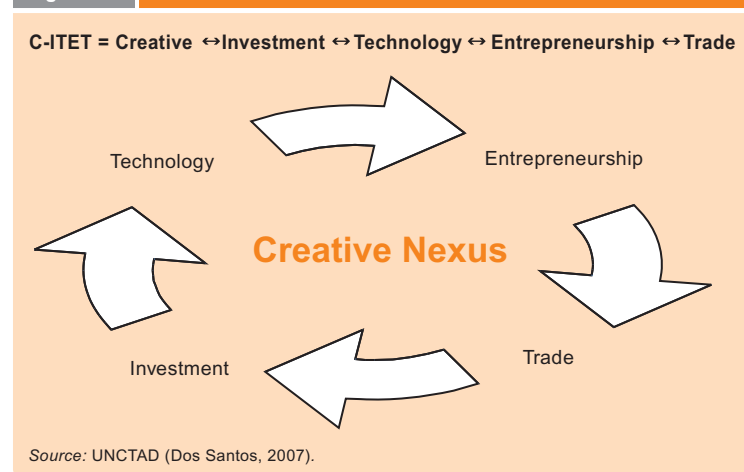 C-ITET = Creative ↔Investment ↔ Technology ↔ Entrepreneurship ↔ Trade
Technology
Entrepreneurship
Creative Nexus
Investment
Trade
Source: UNCTAD (Dos Santos, 2007).